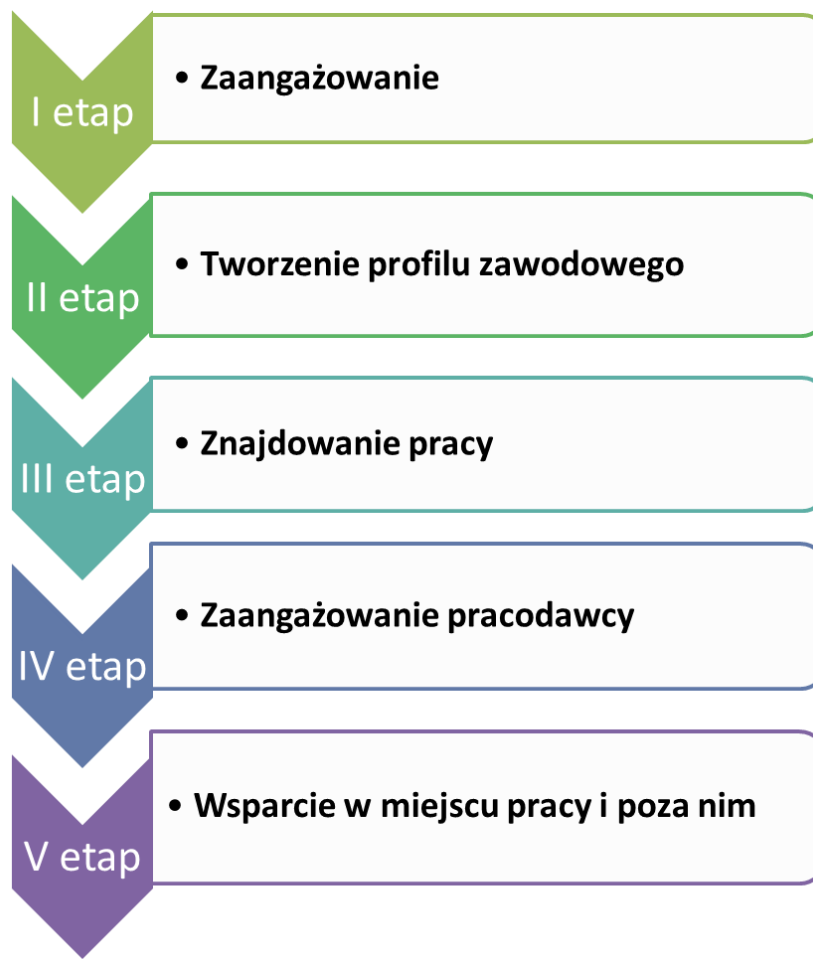 I etap
• Zaangażowanie
II etap
• Tworzenie profilu zawodowego
III etap
• Znajdowanie pracy
IV etap
• Zaangażowanie pracodawcy
V etap
• Wsparcie w miejscu pracy i poza nim